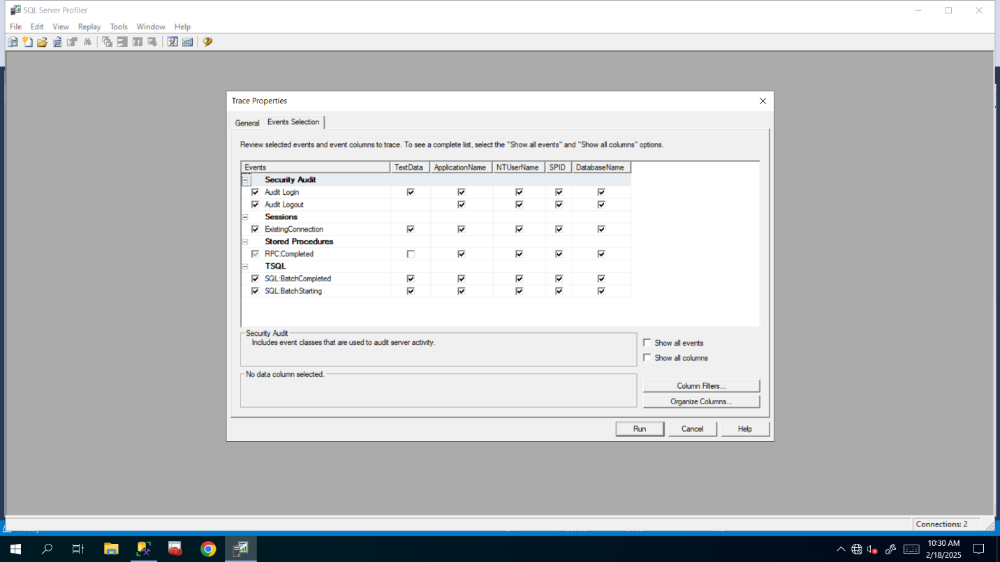 SQL Server Profiler
File Edit View Replay Tools Window Help
Trace Properties
General Events Selection
Review selected events and event columns to trace. To see a complete list, select the "Show all events" and "Show all columns" options.
Events TextData ApplicationName NTUserName SPID DatabaseName
Security Audit
Audit Login
Audit Logout
Sessions
ExistingConnection
Stored Procedures
RPC:Completed
TSQL
SQL:BatchCompleted
SQL:BatchStarting
Security Audit
Includes event classes that are used to audit server activity.
Show all events
Show all columns
No data column selected.
Column Filters...
Organize Columns...
Run Cancel Help
Connections: 2
10:30 AM
2/18/2025